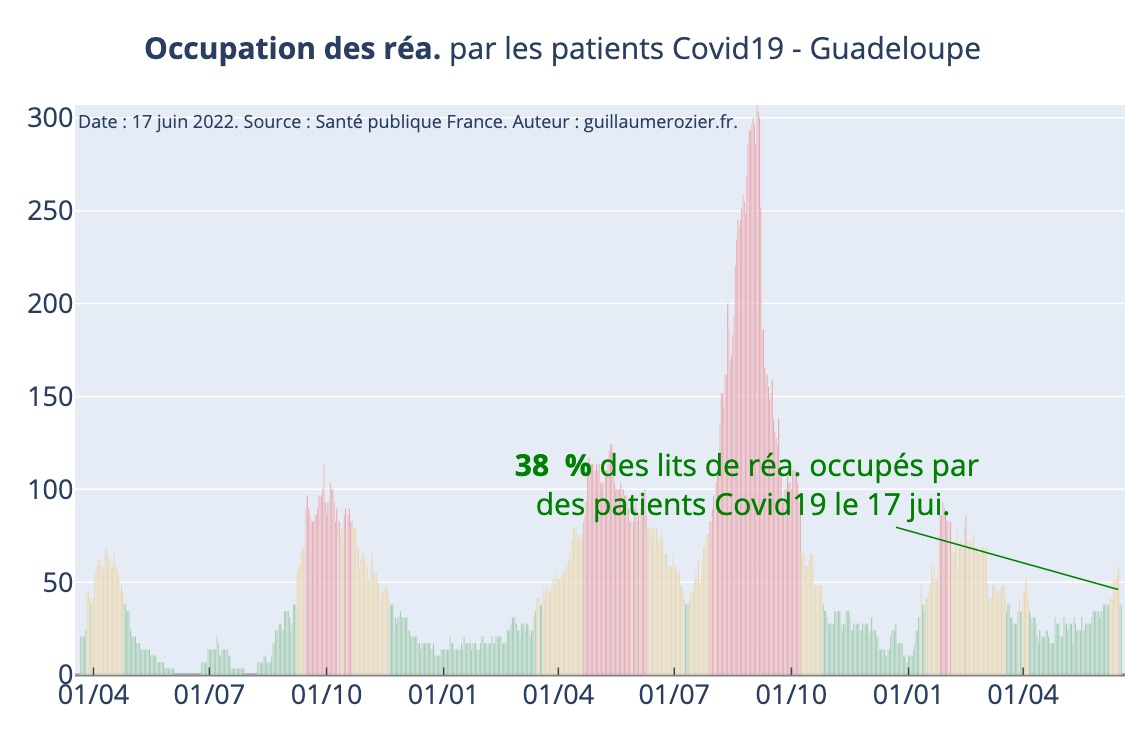 Occupation des réa. par les patients Covid19 - Guadeloupe
300
Date : 17 juin 2022. Source : Santé publique France. Auteur : guillaumerozier.fr.
250
200
150
38 % des lits de réa. occupés par
des patients Covid19 le 17 jui.
100
50
0
01/04 01/07 01/10 01/01 01/04 01/07 01/10 01/01 01/04